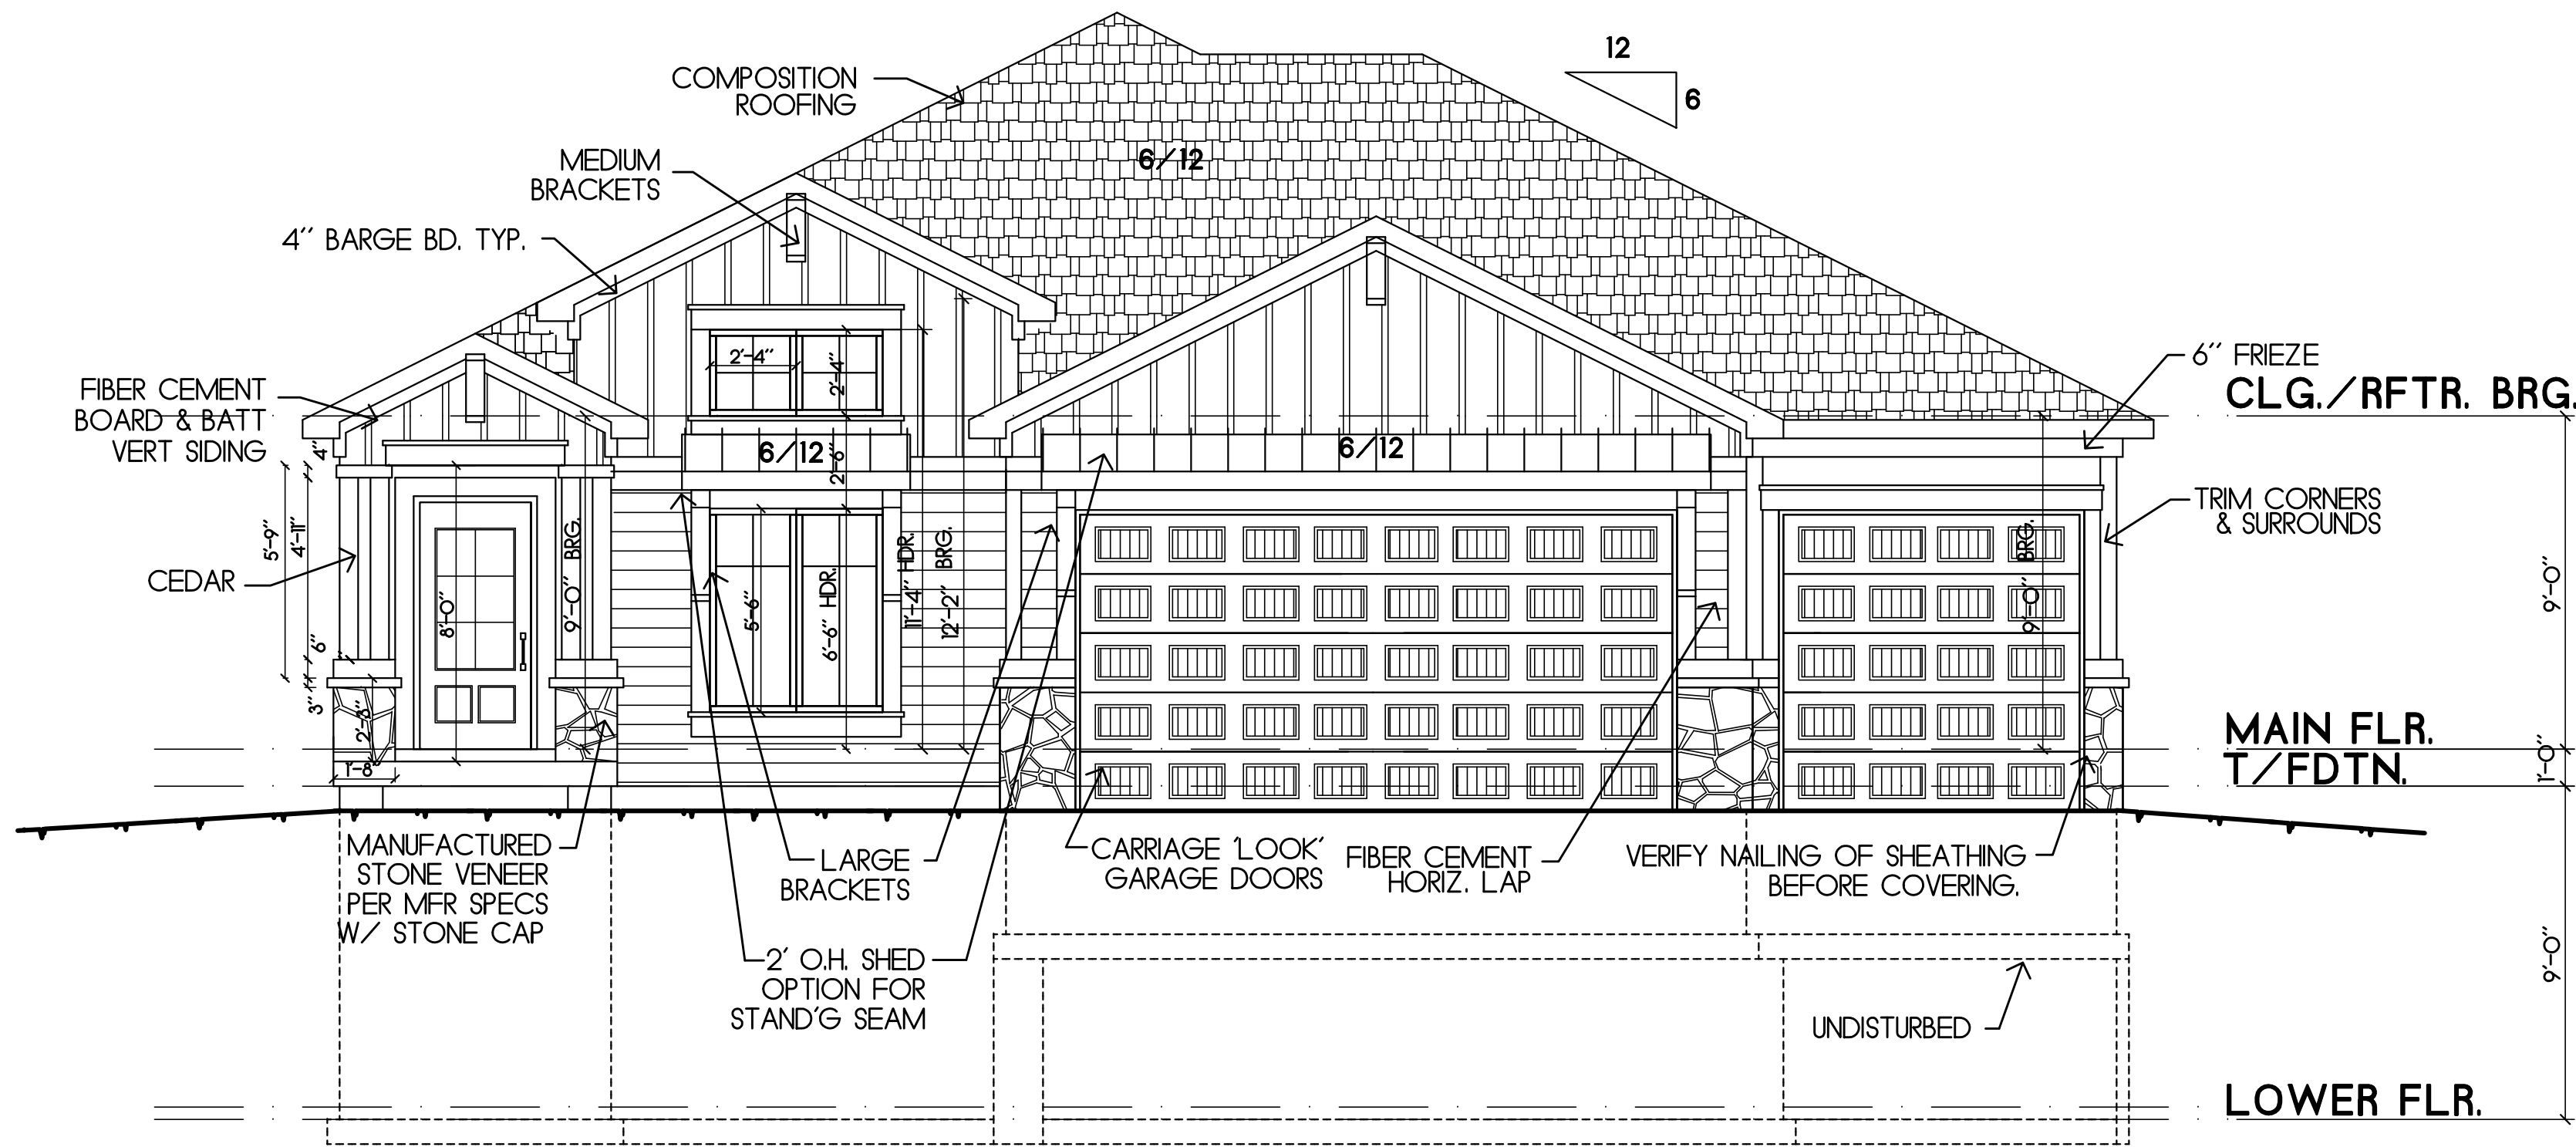 12
6
COMPOSITION
ROOFING
6/12
MEDIUM
BRACKETS
4" BARGE BD. TYP.
6" FRIEZE
CLG./RFTR. BRG.
FIBER CEMENT
BOARD & BATT
VERT SIDING
2'-4"
2'-4"
4"
6/12
2'-6"
6/12
TRIM CORNERS
& SURROUNDS
5'-9"
4'-11"
CEDAR
8'-0"
9'-0" BRG.
5'-6"
6'-6" HDR.
11'-4" HDR.
12'-2" BRG.
9'-0" BRG.
9'-0"
6"
3"
2'-3"
1'-8"
MAIN FLR.
T/FDTN.
1'-0"
MANUFACTURED
STONE VENEER
PER MFR SPECS
W/ STONE CAP
LARGE
BRACKETS
CARRIAGE 'LOOK'
GARAGE DOORS
FIBER CEMENT
HORIZ. LAP
VERIFY NAILING OF SHEATHING
BEFORE COVERING.
2' O.H. SHED
OPTION FOR
STAND'G SEAM
UNDISTURBED
9'-0"
LOWER FLR.